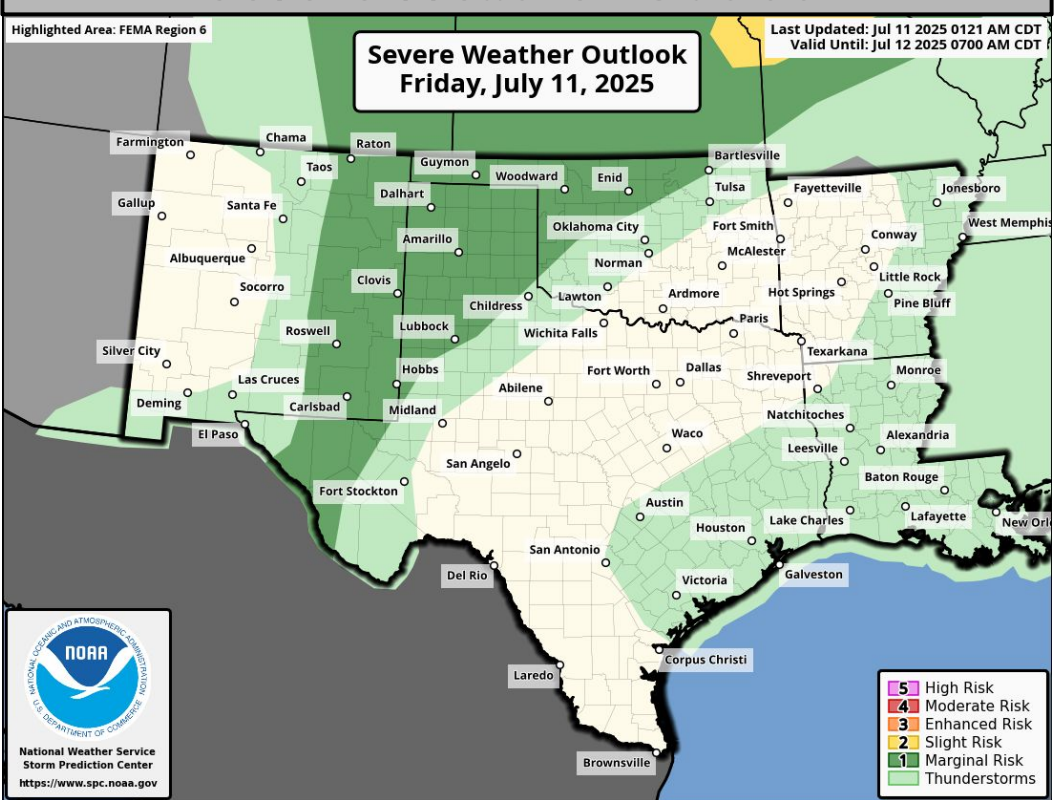 Highlighted Area: FEMA Region 6
Severe Weather Outlook
Friday, July 11, 2025
Last Updated: Jul 11 2025 0121 AM CDT
Valid Until: Jul 12 2025 0700 AM CDT
Farmington
Chama
Raton
Taos
Guymon
Woodward
Enid
Bartlesville
Tulsa
Fayetteville
Jonesboro
Gallup
Santa Fe
Dalhart
Oklahoma City
Fort Smith
Conway
West Memphis
Albuquerque
Amarillo
Norman
McAlester
Little Rock
Socorro
Clovis
Childress
Lawton
Ardmore
Hot Springs
Pine Bluff
Roswell
Lubbock
Wichita Falls
Paris
Silver City
Texarkana
Las Cruces
Hobbs
Fort Worth
Dallas
Shreveport
Monroe
Deming
Carlsbad
Midland
Abilene
Natchitoches
El Paso
Waco
Leesville
Alexandria
San Angelo
Baton Rouge
Fort Stockton
Austin
Houston
Lake Charles
Lafayette
New Orl
San Antonio
Del Rio
Victoria
Galveston
Laredo
Corpus Christi
Brownsville
NATIONAL OCEANIC AND ATMOSPHERIC ADMINISTRATION
NOAA
U.S. DEPARTMENT OF COMMERCE
National Weather Service
Storm Prediction Center
https://www.spc.noaa.gov
5 High Risk
4 Moderate Risk
3 Enhanced Risk
2 Slight Risk
1 Marginal Risk
Thunderstorms